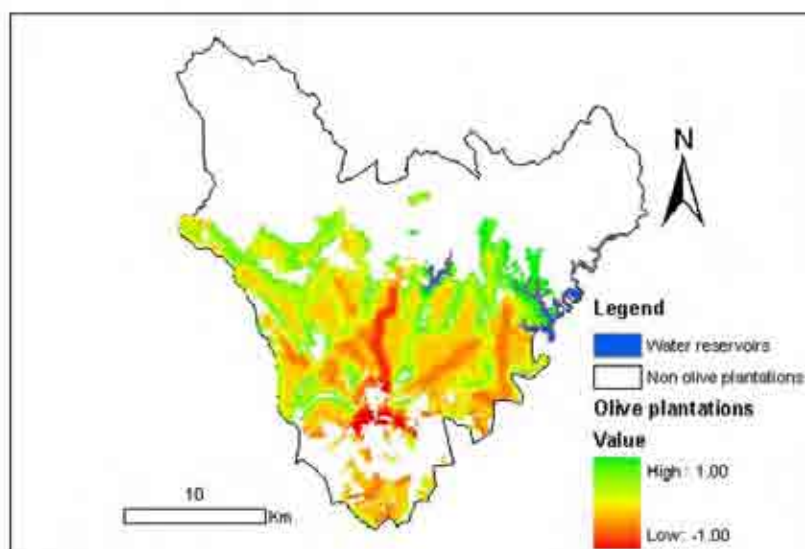 N
Legend
Water reservoirs
Non olive plantations
Olive plantations
Value
High : 1.00
Low: -1.00
10
Km